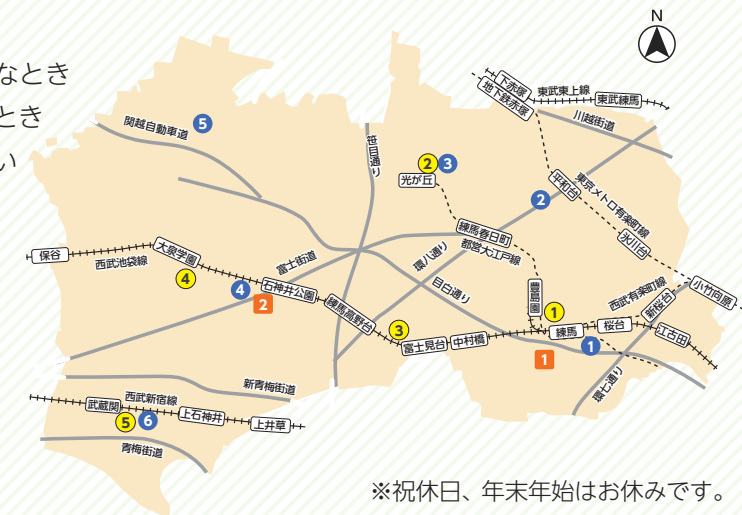 N
なとき
とき
い
下赤塚
地下鉄赤塚
東武東上線
東武練馬
川越街道
関越自動車道
5
笹目通り
2
3
光が丘
2
平和台
東京メトロ有楽町線
氷川台
練馬春日町
都営大江戸線
環八通り
保谷
大泉学園
西武池袋線
4
富士街道
目白通り
4
石神井公園
2
豊島園
西武有楽町線
小竹向原
新桜台
練馬高野台
3
1
富士見台
中村橋
練馬
桜台
江古田
1
1
環七通り
新青梅街道
西武新宿線
武蔵関
上石神井
上井草
5
6
青梅街道
※祝休日、年末年始はお休みです。